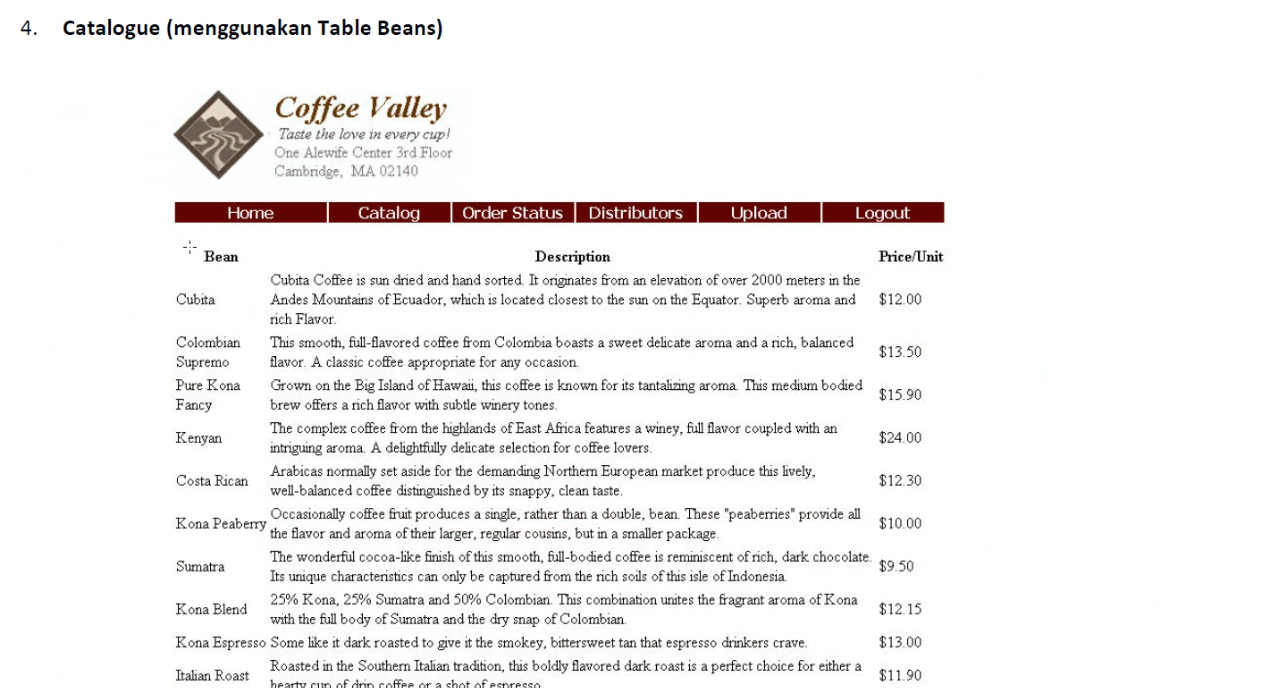 4. Catalogue (menggunakan Table Beans)
Coffee Valley
Taste the love in every cup!
One Alewife Center 3rd Floor
Cambridge, MA 02140
Home Catalog Order Status Distributors Upload Logout
Bean Description Price/Unit
Cubita Coffee is sun dried and hand sorted. It originates from an elevation of over 2000 meters in the
Cubita Andes Mountains of Ecuador, which is located closest to the sun on the Equator. Superb aroma and $12.00
rich Flavor.
Colombian This smooth, full-flavored coffee from Colombia boasts a sweet delicate aroma and a rich, balanced
Supremo flavor. A classic coffee appropriate for any occasion. $13.50
Pure Kona Grown on the Big Island of Hawaii, this coffee is known for its tantalizing aroma. This medium bodied
Fancy brew offers a rich flavor with subtle winery tones. $15.90
The complex coffee from the highlands of East Africa features a winey, full flavor coupled with an
Kenyan intriguing aroma. A delightfully delicate selection for coffee lovers. $24.00
Arabicas normally set aside for the demanding Northern European market produce this lively,
Costa Rican well-balanced coffee distinguished by its snappy, clean taste. $12.30
Occasionally coffee fruit produces a single, rather than a double, bean. These "peaberries" provide all
Kona Peaberry the flavor and aroma of their larger, regular cousins, but in a smaller package. $10.00
The wonderful cocoa-like finish of this smooth, full-bodied coffee is reminiscent of rich, dark chocolate.
Sumatra Its unique characteristics can only be captured from the rich soils of this isle of Indonesia. $9.50
25% Kona, 25% Sumatra and 50% Colombian. This combination unites the fragrant aroma of Kona
Kona Blend with the full body of Sumatra and the dry snap of Colombian. $12.15
Kona Espresso Some like it dark roasted to give it the smokey, bittersweet tan that espresso drinkers crave. $13.00
Roasted in the Southern Italian tradition, this boldly flavored dark roast is a perfect choice for either a
Italian Roast hearty cup of drip coffee or a shot of espresso. $11.90